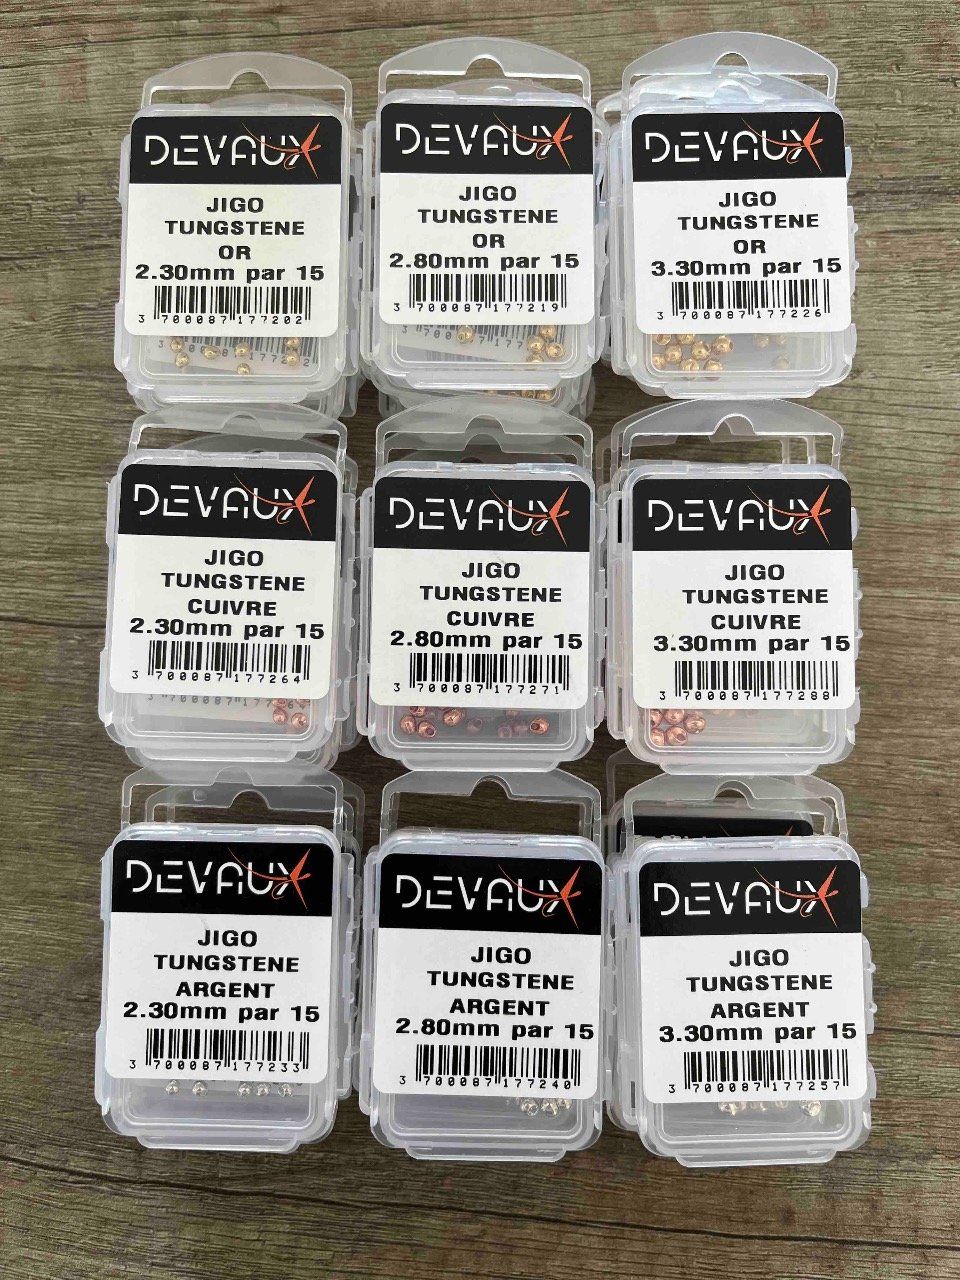 DEVAUX
JIGO
TUNGSTENE
OR
2.30mm par 15
3 700087 177202
DEVAUX
JIGO
TUNGSTENE
OR
2.80mm par 15
3 700087 177219
DEVAUX
JIGO
TUNGSTENE
OR
3.30mm par 15
3 700087 177226
DEVAUX
JIGO
TUNGSTENE
CUIVRE
2.30mm par 15
3 700087 177264
DEVAUX
JIGO
TUNGSTENE
CUIVRE
2.80mm par 15
3 700087 177271
DEVAUX
JIGO
TUNGSTENE
CUIVRE
3.30mm par 15
3 700087 177288
DEVAUX
JIGO
TUNGSTENE
ARGENT
2.30mm par 15
3 700087 177233
DEVAUX
JIGO
TUNGSTENE
ARGENT
2.80mm par 15
3 700087 177240
DEVAUX
JIGO
TUNGSTENE
ARGENT
3.30mm par 15
3 700087 177257